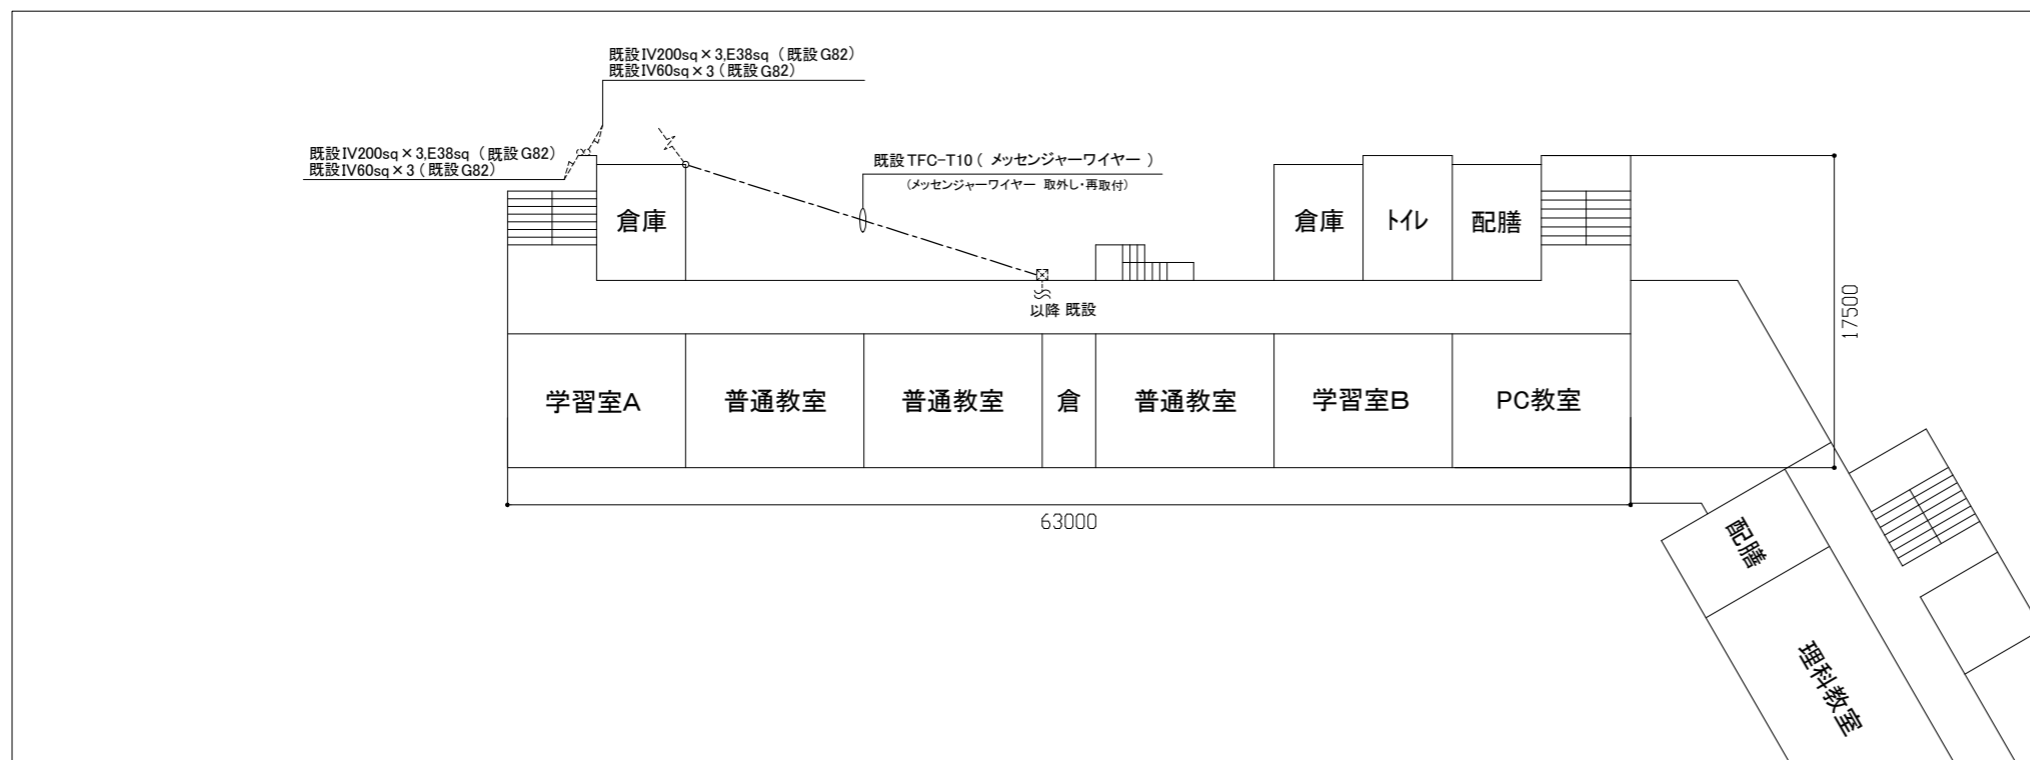 既設IV200sq×3,E38sq（既設G82）
既設IV60sq×3（既設G82）
既設IV200sq×3,E38sq（既設G82）
既設IV60sq×3（既設G82）
既設TFC-T10（ メッセンジャーワイヤー ）
（メッセンジャーワイヤー 取外し・再取付）
倉庫
倉庫
トイレ
配膳
以降 既設
17500
学習室A
普通教室
普通教室
倉
普通教室
学習室B
PC教室
63000
配膳
理科教室